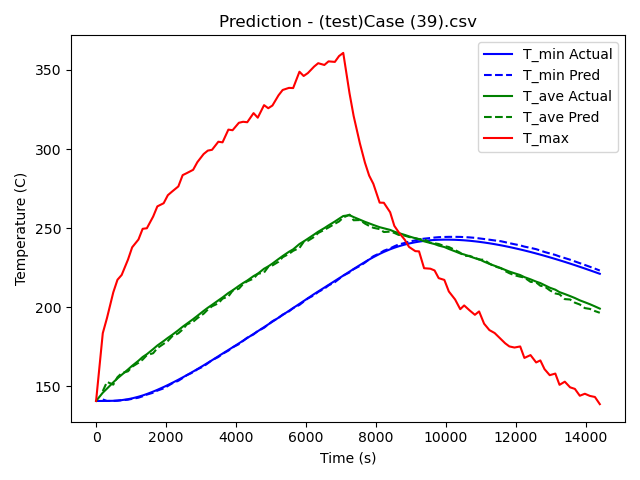 Prediction - (test)Case (39).csv
T_min Actual
T_min Pred
T_ave Actual
T_ave Pred
T_max
Temperature (C)
350
300
250
200
150
0 2000 4000 6000 8000 10000 12000 14000
Time (s)